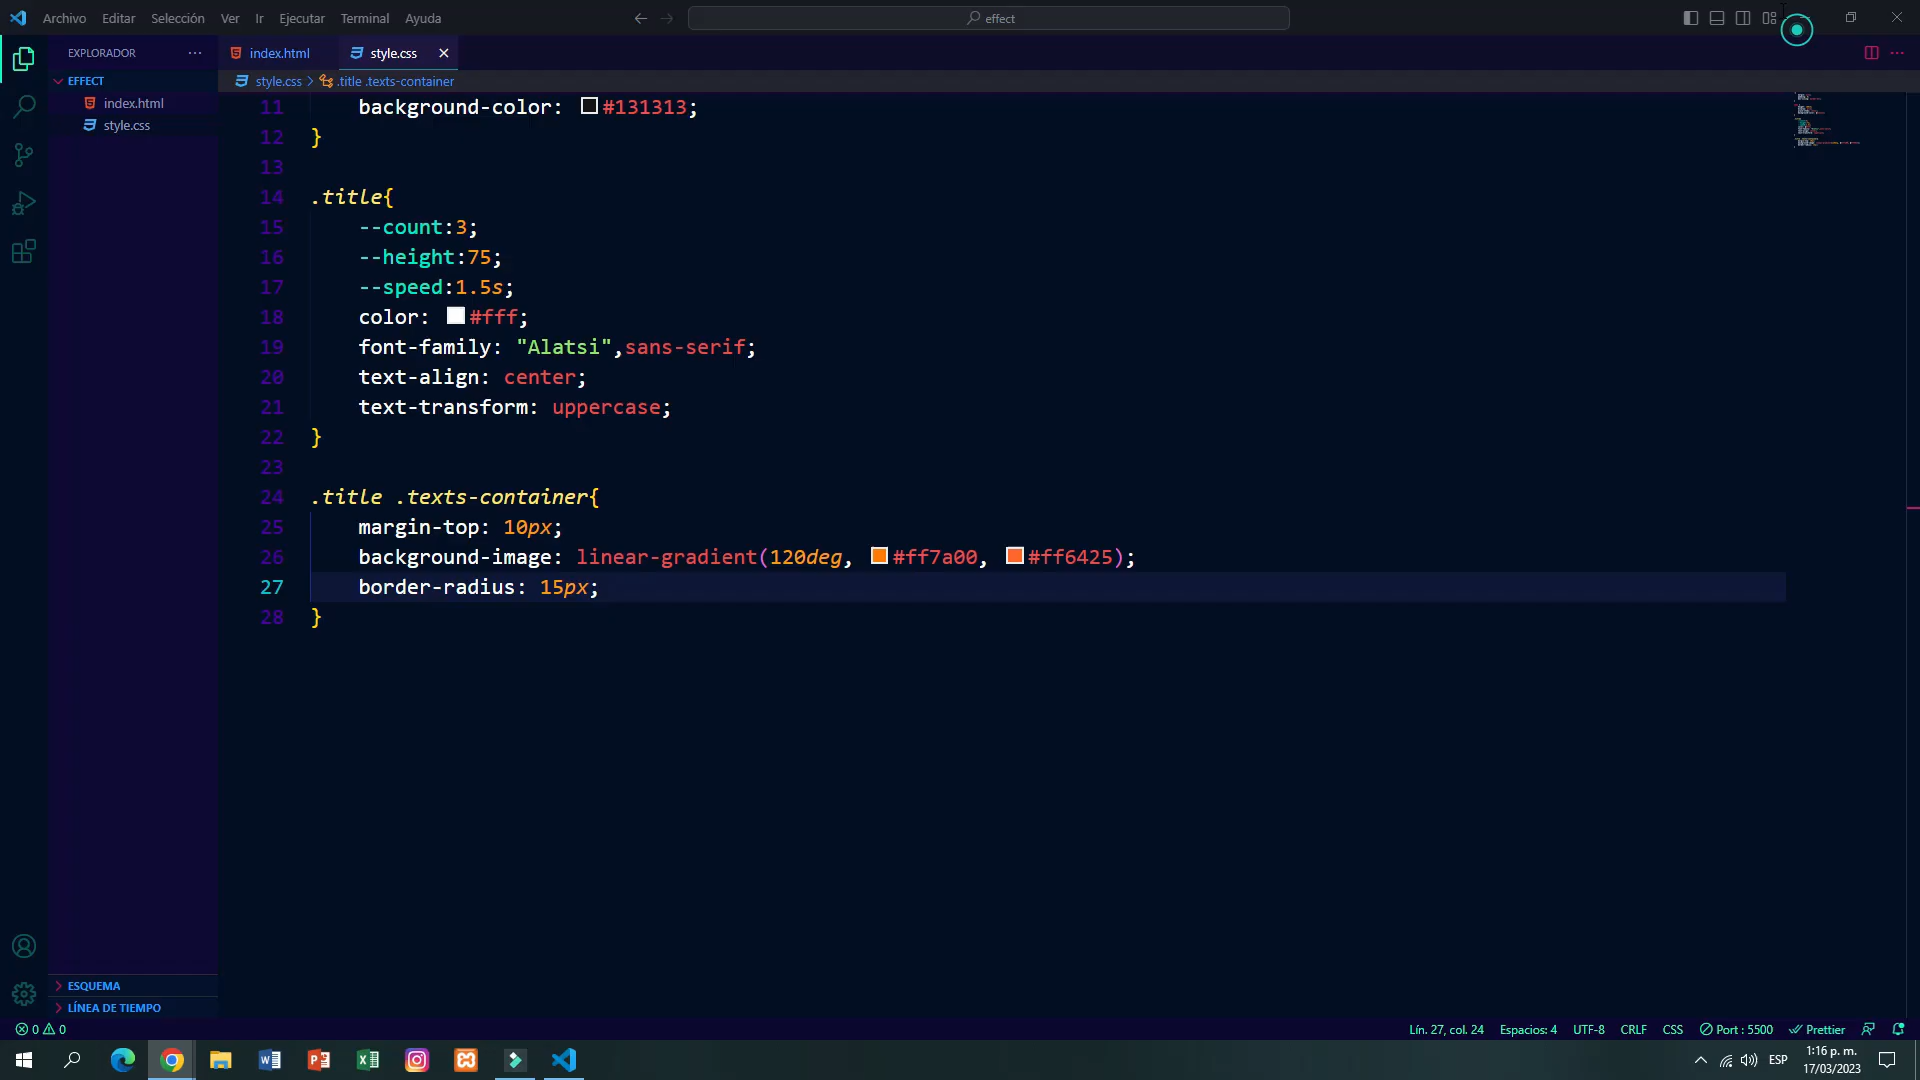 Archivo Editar Selección Ver Ir Ejecutar Terminal Ayuda
effect
EXPLORADOR
EFFECT
index.html
style.css
index.html
style.css
style.css > .title .texts-container
11 background-color: #131313;
12 }
13
14 .title{
15 --count:3;
16 --height:75;
17 --speed:1.5s;
18 color: #fff;
19 font-family: "Alatsi",sans-serif;
20 text-align: center;
21 text-transform: uppercase;
22 }
23
24 .title .texts-container{
25 margin-top: 10px;
26 background-image: linear-gradient(120deg, #ff7a00, #ff6425);
27 border-radius: 15px;
28 }
ESQUEMA
LÍNEA DE TIEMPO
0 0
Lín. 27, col. 24 Espacios: 4 UTF-8 CRLF CSS Port : 5500 Prettier
ESP
1:16 p. m.
17/03/2023